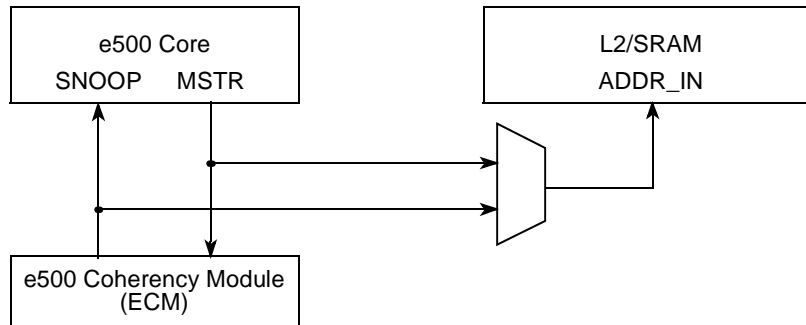 e500 Core
SNOOP MSTR
L2/SRAM
ADDR_IN
e500 Coherency Module
(ECM)